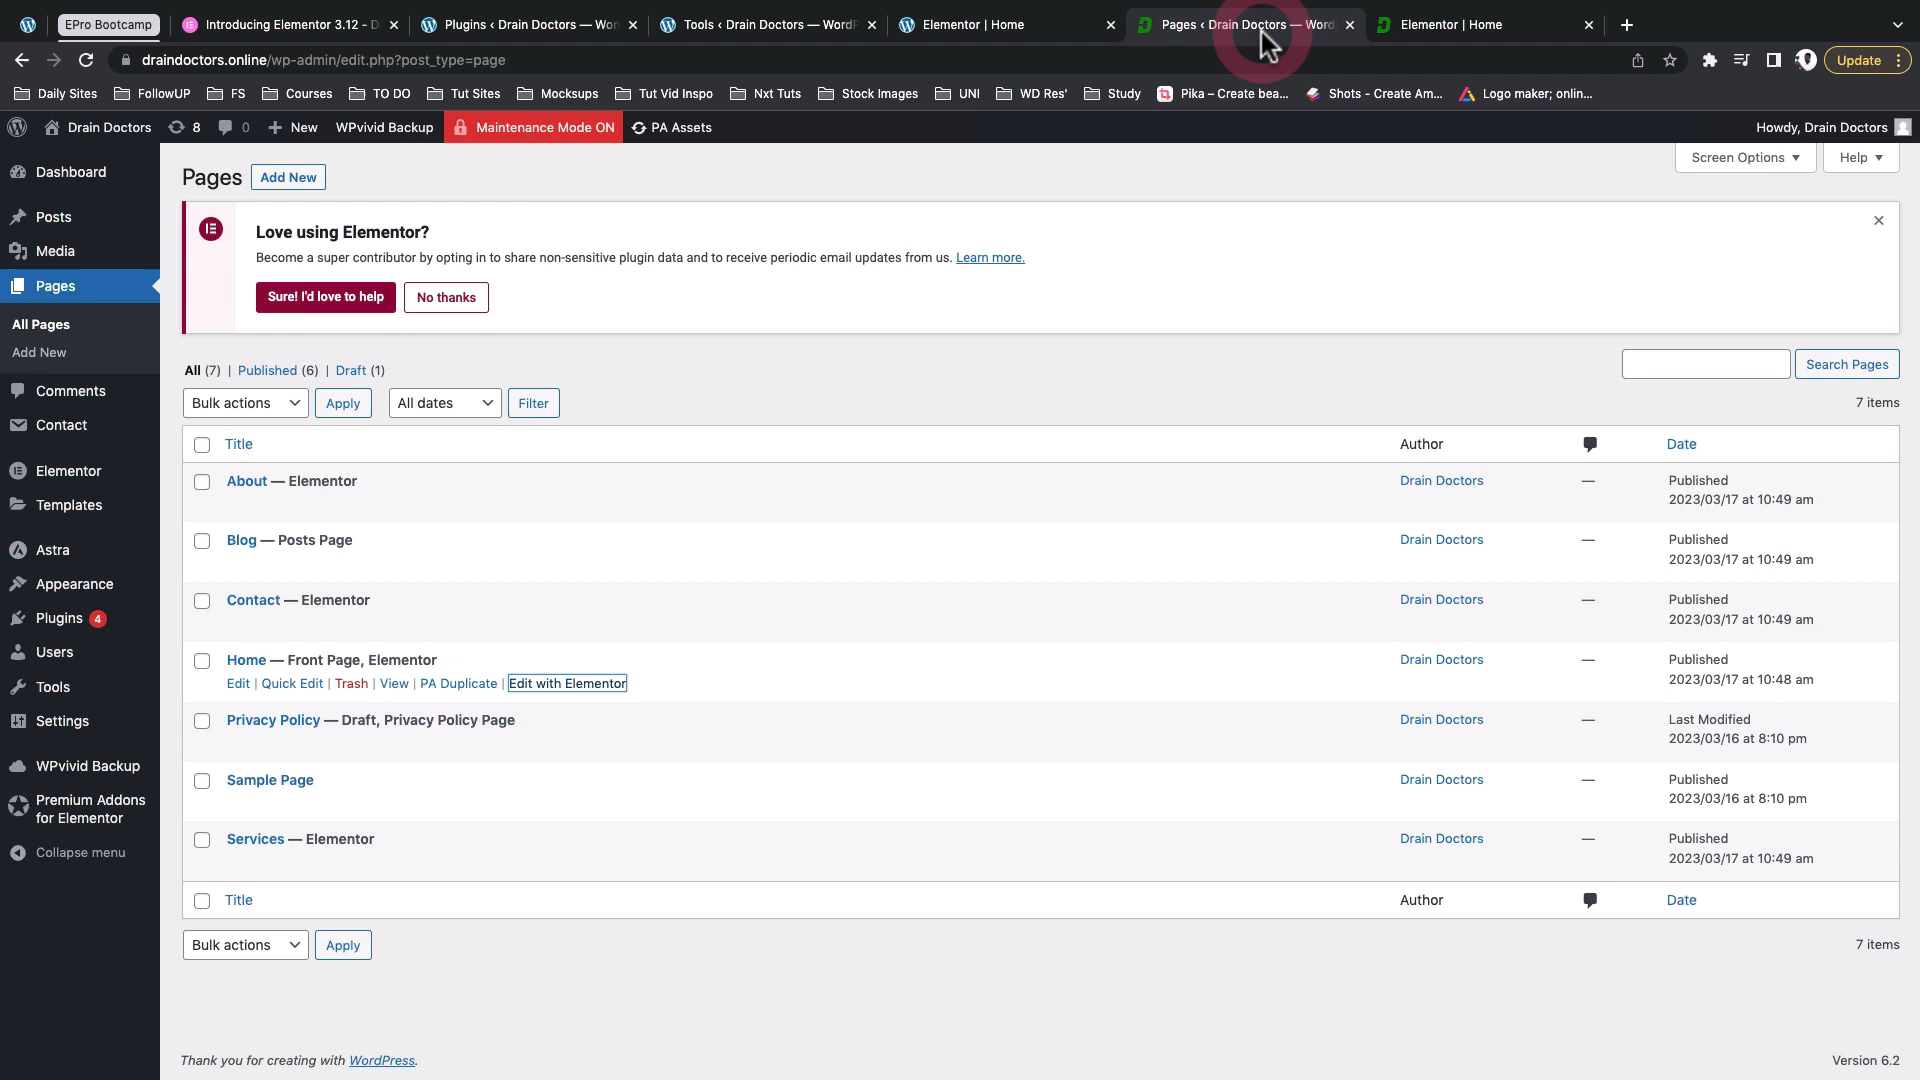 EPro Bootcamp
Introducing Elementor 3.12 - D
Plugins ‹ Drain Doctors — Wor
Tools ‹ Drain Doctors — WordP
Elementor | Home
Pages ‹ Drain Doctors — Word
Elementor | Home
draindoctors.online/wp-admin/edit.php?post_type=page
Update
Daily Sites
FollowUP
FS
Courses
TO DO
Tut Sites
Mocksups
Tut Vid Inspo
Nxt Tuts
Stock Images
UNI
WD Res'
Study
Pika – Create bea...
Shots - Create Am...
Logo maker; onlin...
Drain Doctors
8
0
New
WPvivid Backup
Maintenance Mode ON
PA Assets
Howdy, Drain Doctors
Dashboard
Posts
Media
Pages
All Pages
Add New
Comments
Contact
Elementor
Templates
Astra
Appearance
Plugins 4
Users
Tools
Settings
WPvivid Backup
Premium Addons
for Elementor
Collapse menu
Pages
Add New
Screen Options
Help
Love using Elementor?
Become a super contributor by opting in to share non-sensitive plugin data and to receive periodic email updates from us. Learn more.
Sure! I'd love to help
No thanks
All (7) | Published (6) | Draft (1)
Search Pages
Bulk actions
Apply
All dates
Filter
7 items
Title
Author
Date
About — Elementor
Drain Doctors
—
Published
2023/03/17 at 10:49 am
Blog — Posts Page
Drain Doctors
—
Published
2023/03/17 at 10:49 am
Contact — Elementor
Drain Doctors
—
Published
2023/03/17 at 10:49 am
Home — Front Page, Elementor
Edit | Quick Edit | Trash | View | PA Duplicate | Edit with Elementor
Drain Doctors
—
Published
2023/03/17 at 10:48 am
Privacy Policy — Draft, Privacy Policy Page
Drain Doctors
—
Last Modified
2023/03/16 at 8:10 pm
Sample Page
Drain Doctors
—
Published
2023/03/16 at 8:10 pm
Services — Elementor
Drain Doctors
—
Published
2023/03/17 at 10:49 am
Title
Author
Date
Bulk actions
Apply
7 items
Thank you for creating with WordPress.
Version 6.2